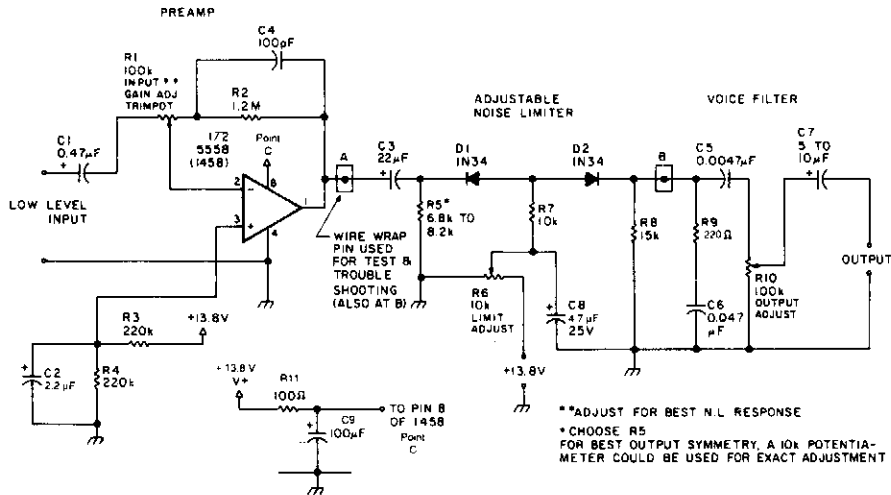 PREAMP
C4
100pF
R1
100k
INPUT **
GAIN ADJ
TRIMPOT
R2
1.2M
1/2
5558
(1458)
Point
C
8
C1
0.47µF
+
2
-
3
+
1
4
LOW LEVEL
INPUT
A
WIRE WRAP
PIN USED
FOR TEST &
TROUBLE
SHOOTING
(ALSO AT B)
R3
220k
+13.8V
+
C2
2.2µF
R4
220k
ADJUSTABLE
NOISE LIMITER
C3
22µF
+
D1
1N34
D2
1N34
R5*
6.8k TO
8.2k
R7
10k
R6
10k
LIMIT
ADJUST
+
C8
47µF
25V
+13.8V
R8
15k
VOICE FILTER
B
C5
0.0047µF
C7
5 TO
10µF
+
R9
220Ω
C6
0.047
µF
R10
100k
OUTPUT
ADJUST
OUTPUT
+13.8V
V+
R11
100Ω
+
C9
100µF
TO PIN 8
OF 1458
Point
C
**ADJUST FOR BEST N.L RESPONSE
*CHOOSE R5
FOR BEST OUTPUT SYMMETRY, A 10k POTENTIA-
METER COULD BE USED FOR EXACT ADJUSTMENT